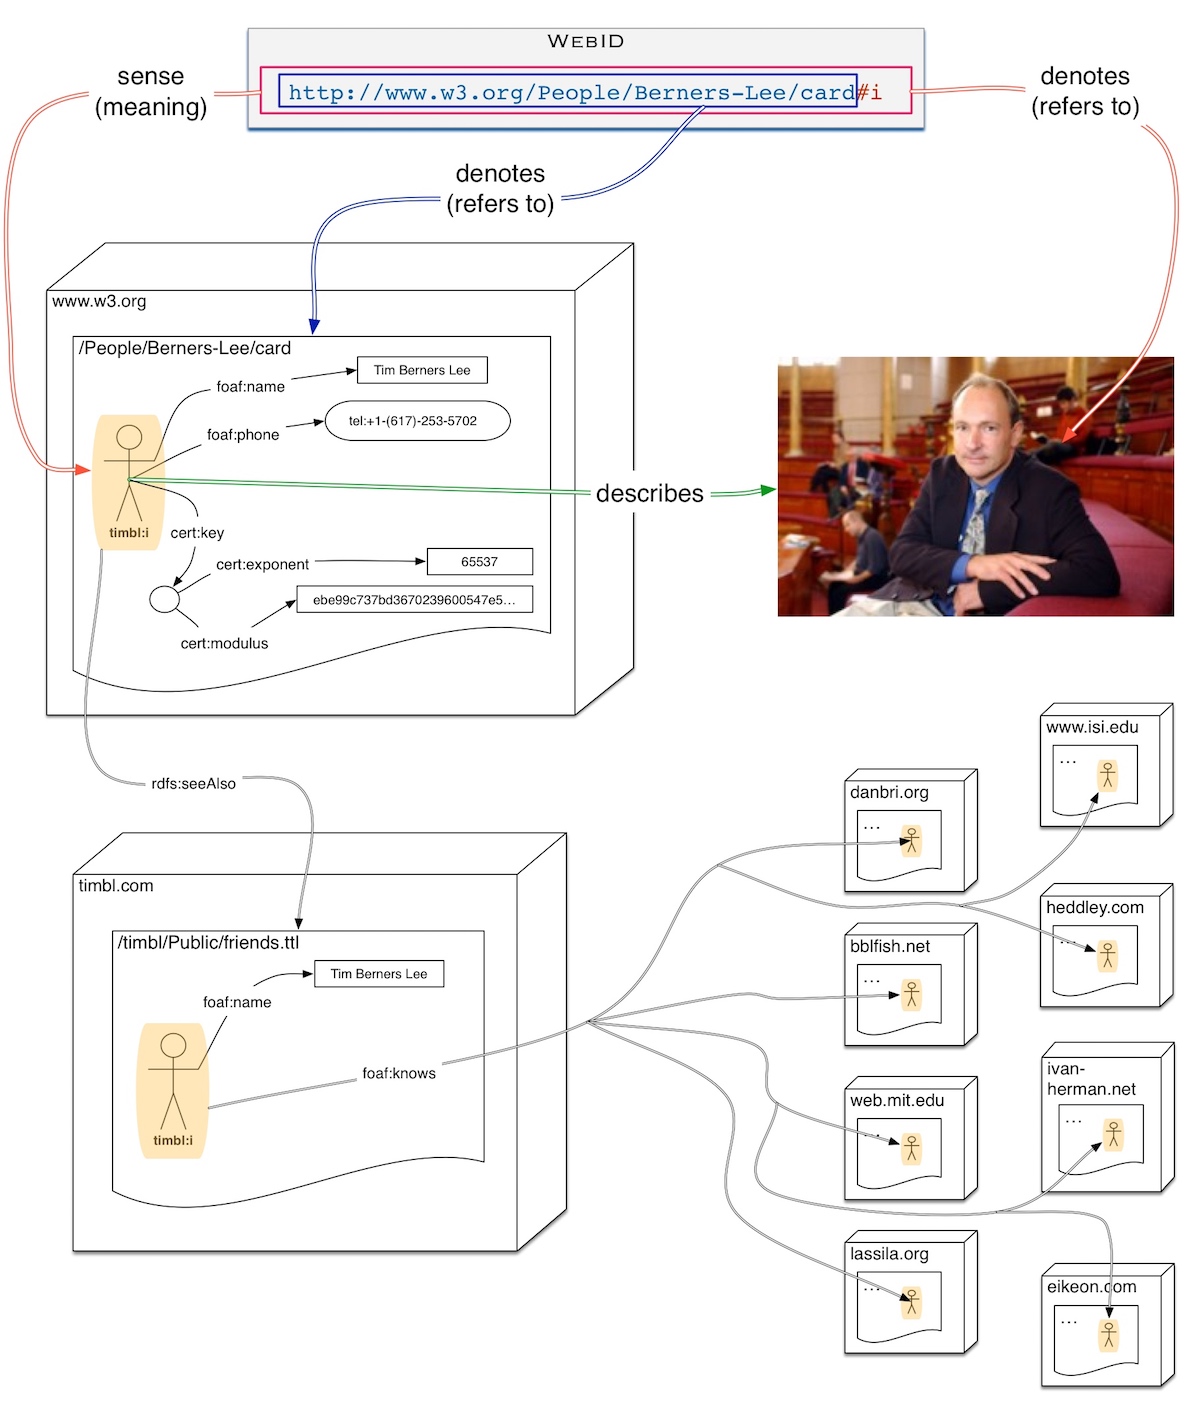 WebID
sense
(meaning)
http://www.w3.org/People/Berners-Lee/card#i
denotes
(refers to)
denotes
(refers to)
www.w3.org
/People/Berners-Lee/card
foaf:name
Tim Berners Lee
foaf:phone
tel:+1-(617)-253-5702
timbl:i
describes
cert:key
cert:exponent
65537
ebe99c737bd3670239600547e5...
cert:modulus
rdfs:seeAlso
timbl.com
/timbl/Public/friends.ttl
foaf:name
Tim Berners Lee
foaf:knows
timbl:i
www.isi.edu
...
danbri.org
...
heddley.com
...
bblfish.net
...
ivan-
herman.net
...
web.mit.edu
...
lassila.org
...
eikeon.com
...